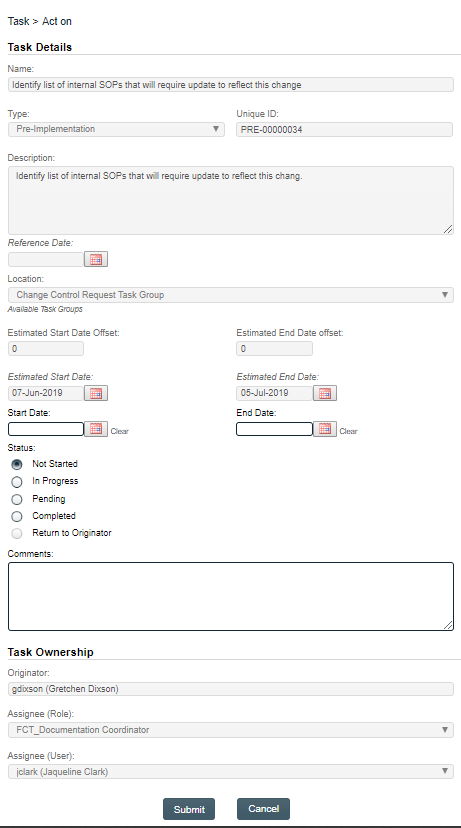 Task > Act on
Task Details
Name:
Identify list of internal SOPs that will require update to reflect this change
Type: Unique ID:
Pre-Implementation PRE-00000034
Description:
Identify list of internal SOPs that will require update to reflect this chang.
Reference Date:
Location:
Change Control Request Task Group
Available Task Groups
Estimated Start Date Offset: Estimated End Date offset:
0 0
Estimated Start Date: Estimated End Date:
07-Jun-2019 05-Jul-2019
Start Date: End Date:
Clear Clear
Status:
Not Started
In Progress
Pending
Completed
Return to Originator
Comments:
Task Ownership
Originator:
gdixson (Gretchen Dixson)
Assignee (Role):
FCT_Documentation Coordinator
Assignee (User):
jclark (Jaqueline Clark)
Submit Cancel